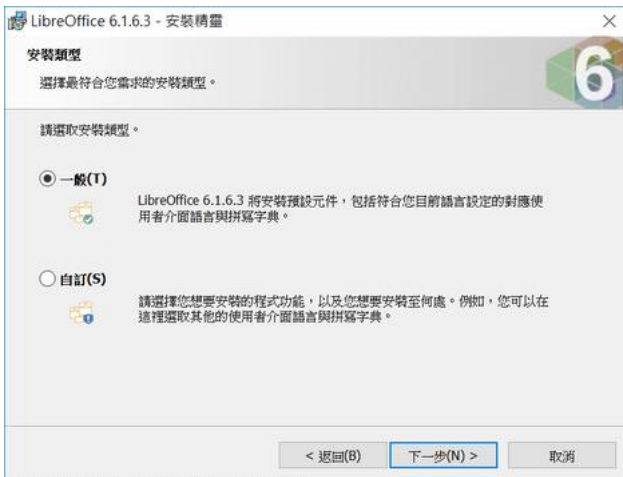 LibreOffice 6.1.6.3 - 安裝精靈
安裝類型
選擇最符合您需求的安裝類型。
6
請選取安裝類型。
一般(T)
LibreOffice 6.1.6.3 將安裝預設元件，包括符合您目前語言設定的對應使
用者介面語言與拼寫字典。
自訂(S)
請選擇您想要安裝的程式功能，以及您想要安裝至何處。例如，您可以在
這裡選取其他的使用者介面語言與拼寫字典。
< 返回(B)
下一步(N) >
取消